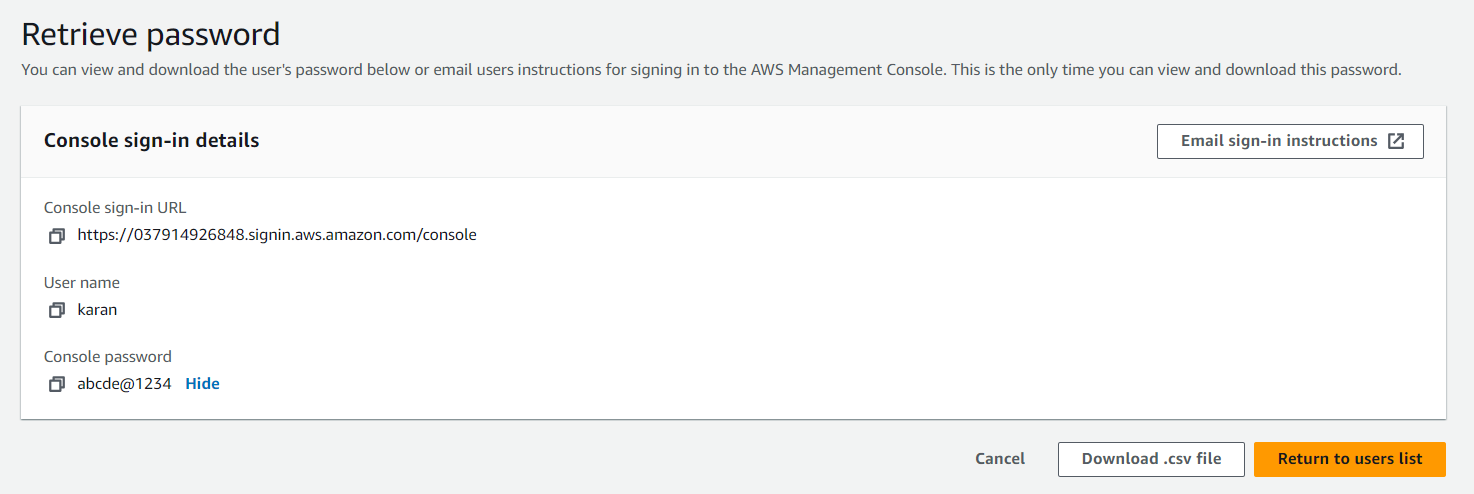 Retrieve password
You can view and download the user's password below or email users instructions for signing in to the AWS Management Console. This is the only time you can view and download this password.
Console sign-in details
Email sign-in instructions
Console sign-in URL
https://037914926848.signin.aws.amazon.com/console
User name
karan
Console password
abcde@1234 Hide
Cancel
Download .csv file
Return to users list